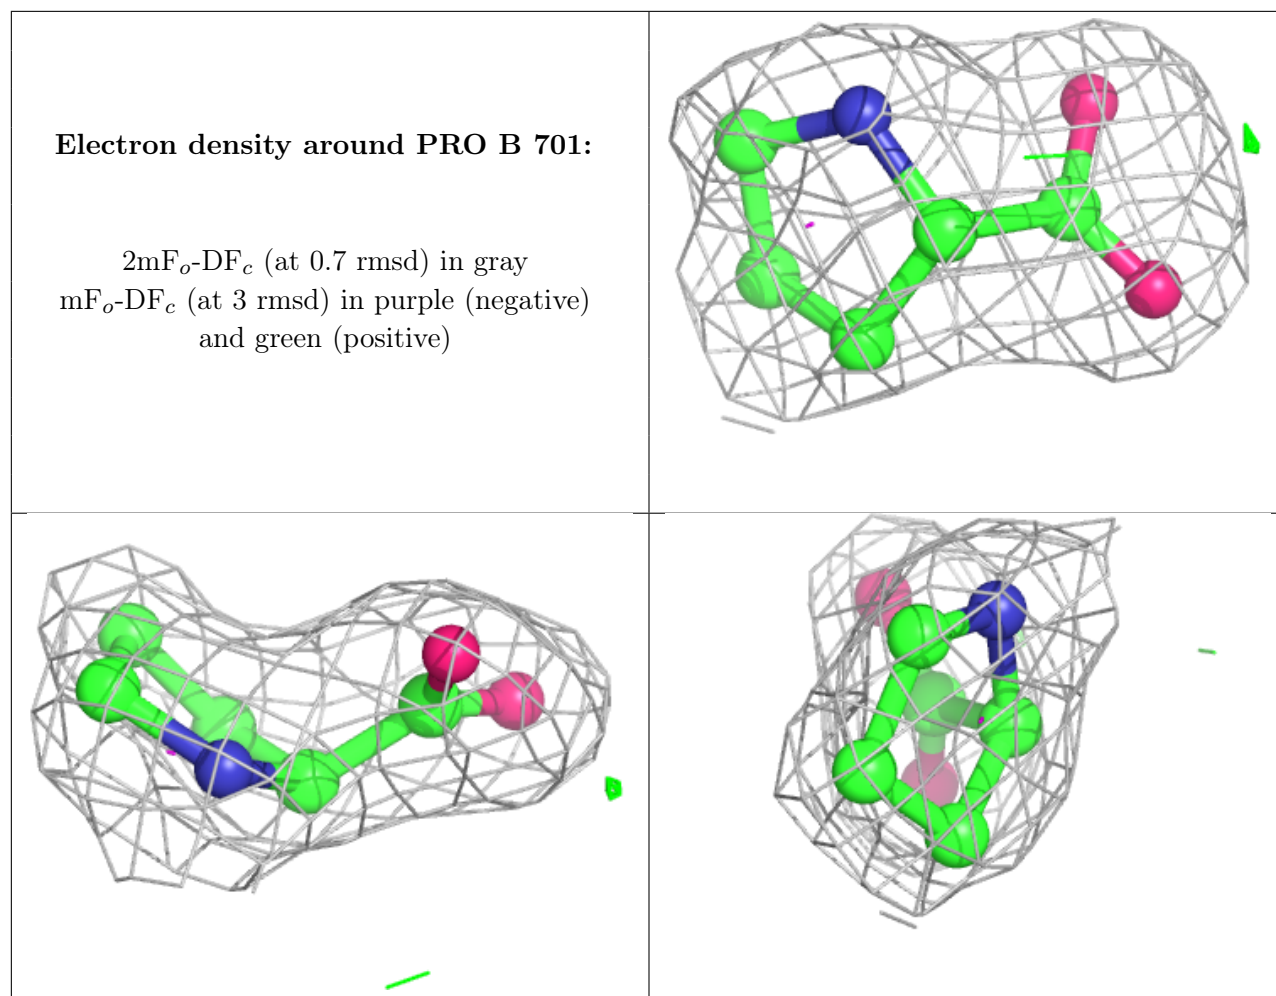 Electron density around PRO B 701:
2mF𝑜-DF𝑐 (at 0.7 rmsd) in gray
mF𝑜-DF𝑐 (at 3 rmsd) in purple (negative)
and green (positive)